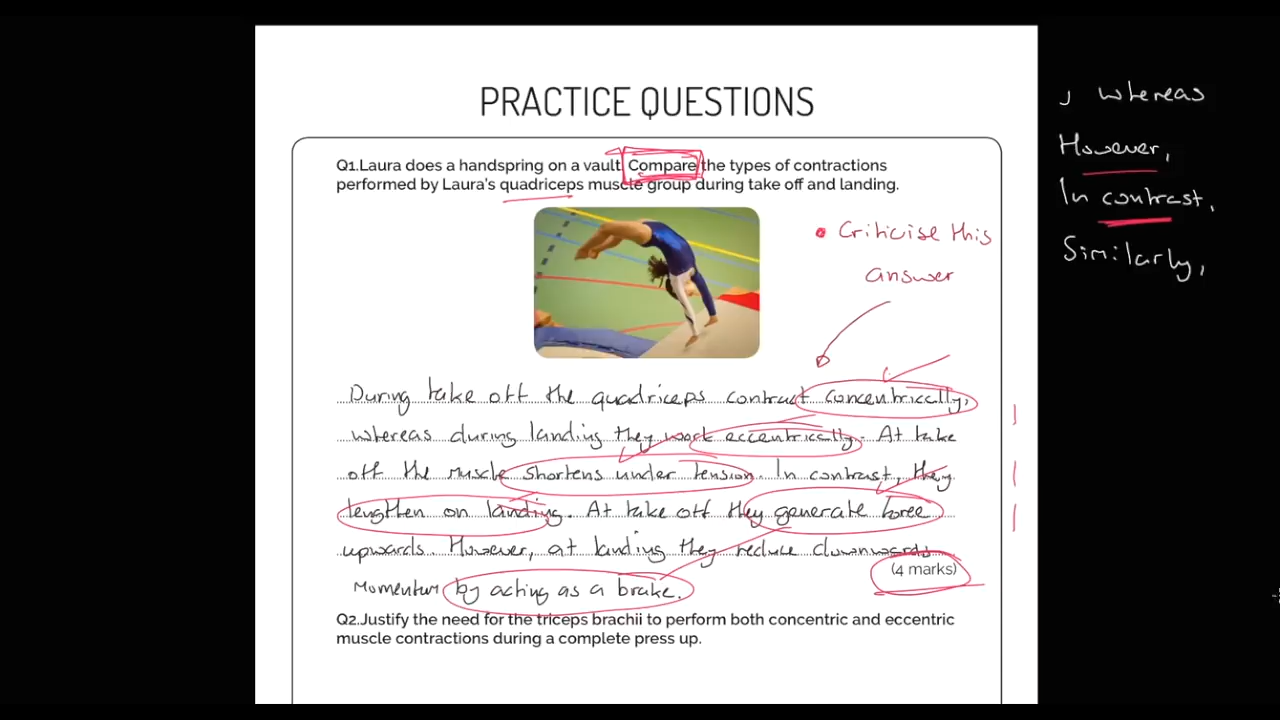 PRACTICE QUESTIONS
Q1.Laura does a handspring on a vault. Compare the types of contractions
performed by Laura's quadriceps muscle group during take off and landing.
• Criticise this
answer
During take off the quadriceps contract concentrically,
whereas during landing they work eccentrically. At take
off the muscle shortens under tension. In contrast, they
lengthen on landing. At take off they generate force
upwards. However, at landing they reduce downwards
(4 marks)
Momentum by acting as a brake.
Q2.Justify the need for the triceps brachii to perform both concentric and eccentric
muscle contractions during a complete press up.
, whereas
However,
In contrast,
Similarly,